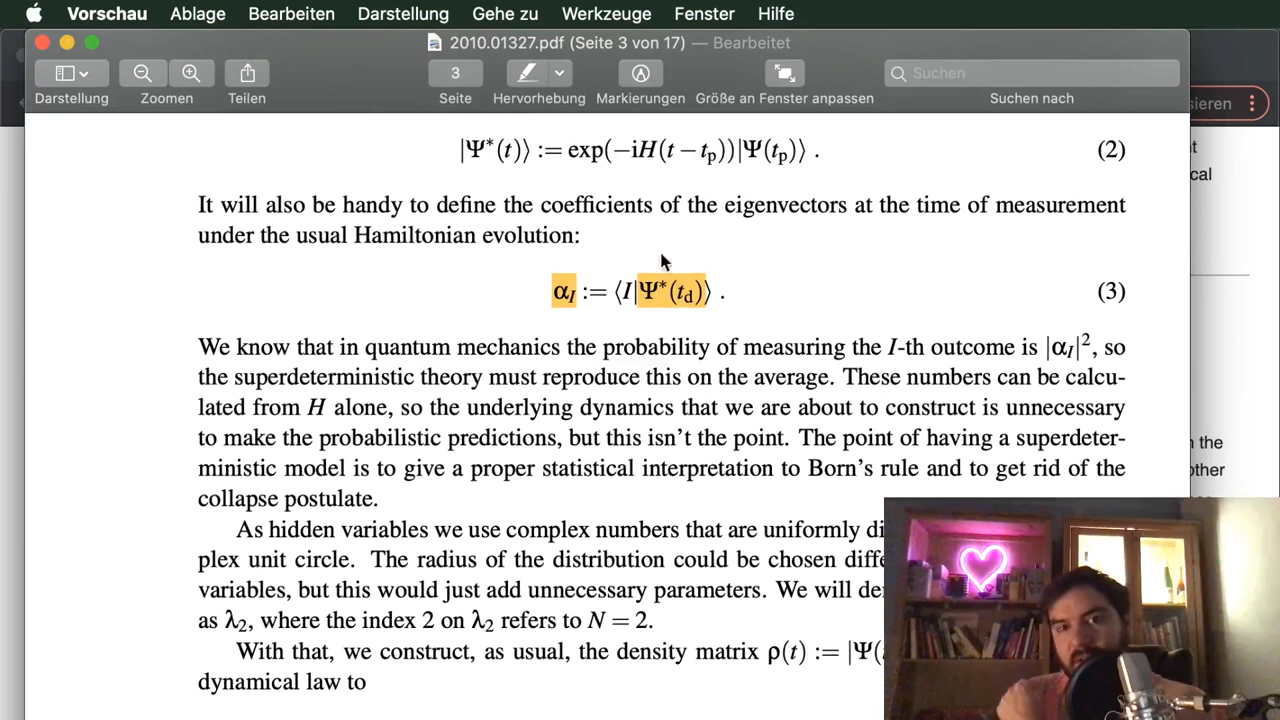 Vorschau Ablage Bearbeiten Darstellung Gehe zu Werkzeuge Fenster Hilfe
2010.01327.pdf (Seite 3 von 17) — Bearbeitet
3 Suchen
Darstellung Zoomen Teilen Seite Hervorhebung Markierungen Größe an Fenster anpassen Suchen nach
sieren
|Ψ*(t)⟩ := exp(−iH(t − tₚ))|Ψ(tₚ)⟩ . (2)
It will also be handy to define the coefficients of the eigenvectors at the time of measurement
under the usual Hamiltonian evolution:
α_I := ⟨I|Ψ*(t_d)⟩ . (3)
We know that in quantum mechanics the probability of measuring the I-th outcome is |α_I|², so
the superdeterministic theory must reproduce this on the average. These numbers can be calcu-
lated from H alone, so the underlying dynamics that we are about to construct is unnecessary
to make the probabilistic predictions, but this isn't the point. The point of having a superdeter-
ministic model is to give a proper statistical interpretation to Born's rule and to get rid of the
collapse postulate.
As hidden variables we use complex numbers that are uniformly di
plex unit circle. The radius of the distribution could be chosen diffe
variables, but this would just add unnecessary parameters. We will de
as λ₂, where the index 2 on λ₂ refers to N = 2.
With that, we construct, as usual, the density matrix ρ(t) := |Ψ(
dynamical law to